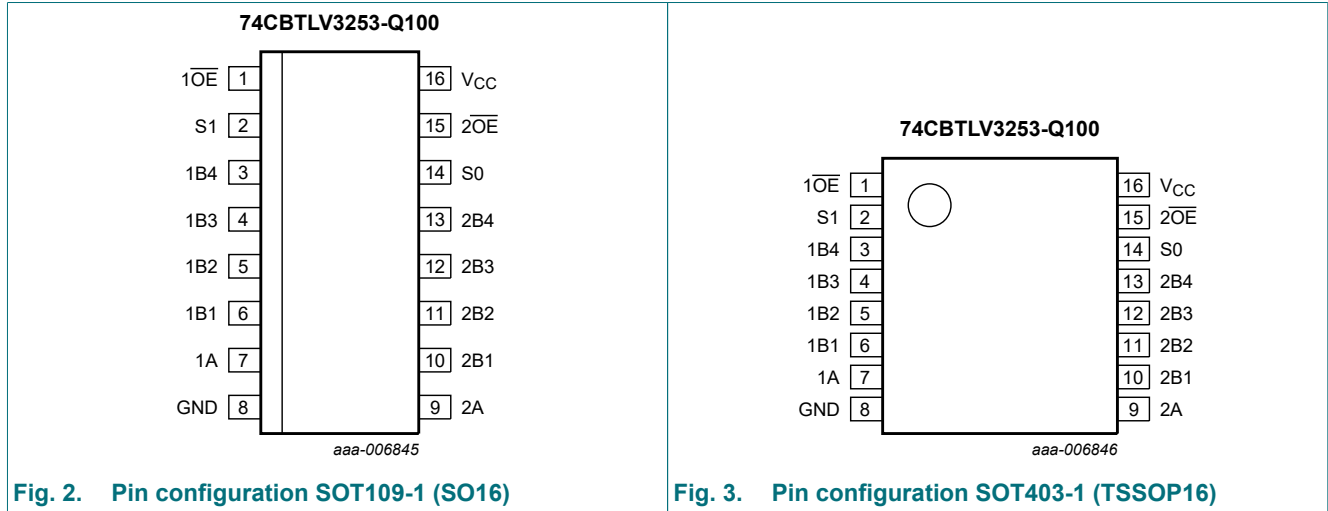 74CBTLV3253-Q100
1O̅E̅ 1 16 VCC
S1 2 15 2O̅E̅
1B4 3 14 S0
1B3 4 13 2B4
1B2 5 12 2B3
1B1 6 11 2B2
1A 7 10 2B1
GND 8 9 2A
aaa-006845
Fig. 2. Pin configuration SOT109-1 (SO16)
74CBTLV3253-Q100
1O̅E̅ 1 16 VCC
S1 2 15 2O̅E̅
1B4 3 14 S0
1B3 4 13 2B4
1B2 5 12 2B3
1B1 6 11 2B2
1A 7 10 2B1
GND 8 9 2A
aaa-006846
Fig. 3. Pin configuration SOT403-1 (TSSOP16)